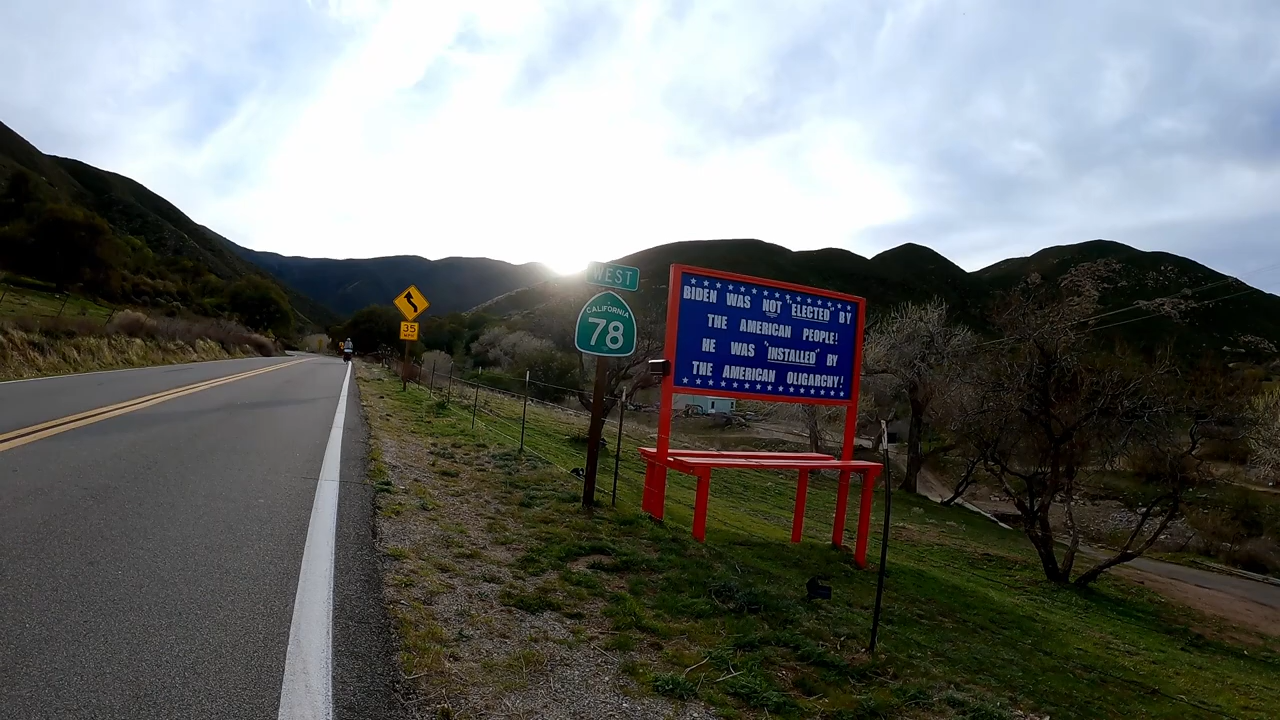 WEST
CALIFORNIA
78
35
MPH
BIDEN WAS NOT "ELECTED" BY
THE AMERICAN PEOPLE!
HE WAS "INSTALLED" BY
THE AMERICAN OLIGARCHY!